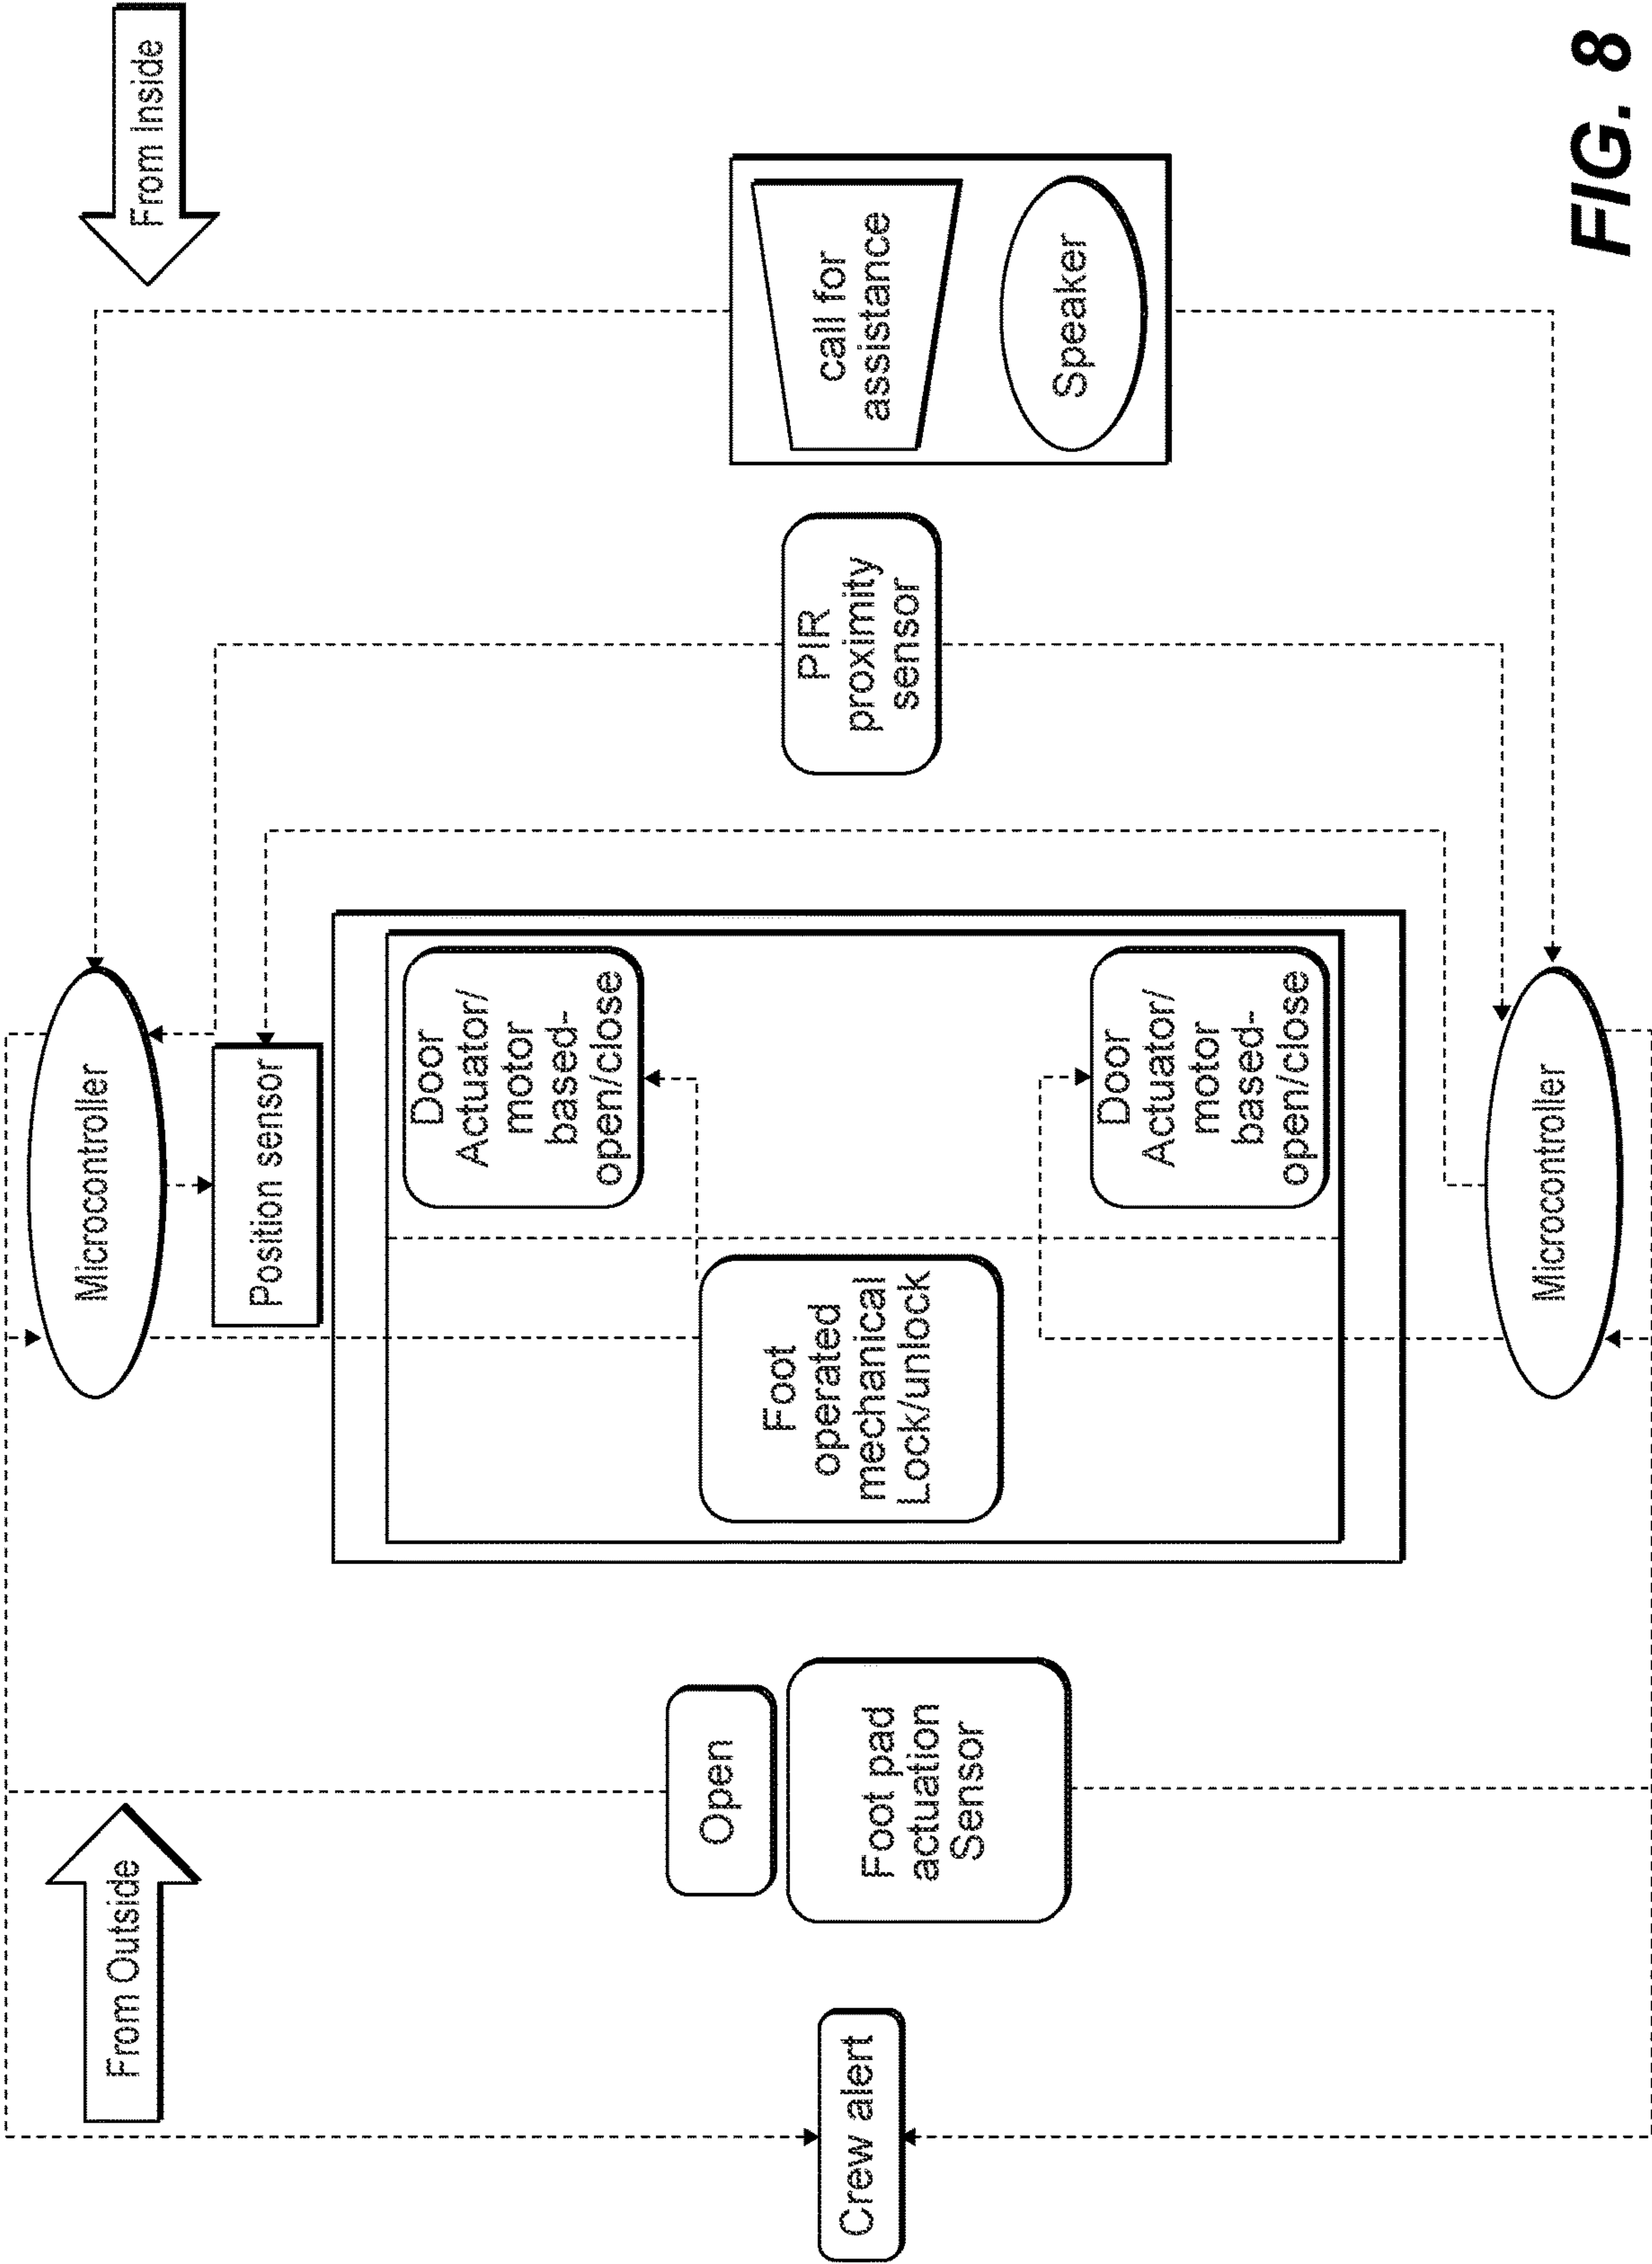 From Outside
Microcontroller
From Inside
Position sensor
Door
Actuator/
motor
based-
open/close
Crew alert
Open
Foot pad
actuation
Sensor
Foot
operated
mechanical
Lock/unlock
PIR
proximity
sensor
call for
assistance
Speaker
Door
Actuator/
motor
based-
open/close
Microcontroller
FIG. 8